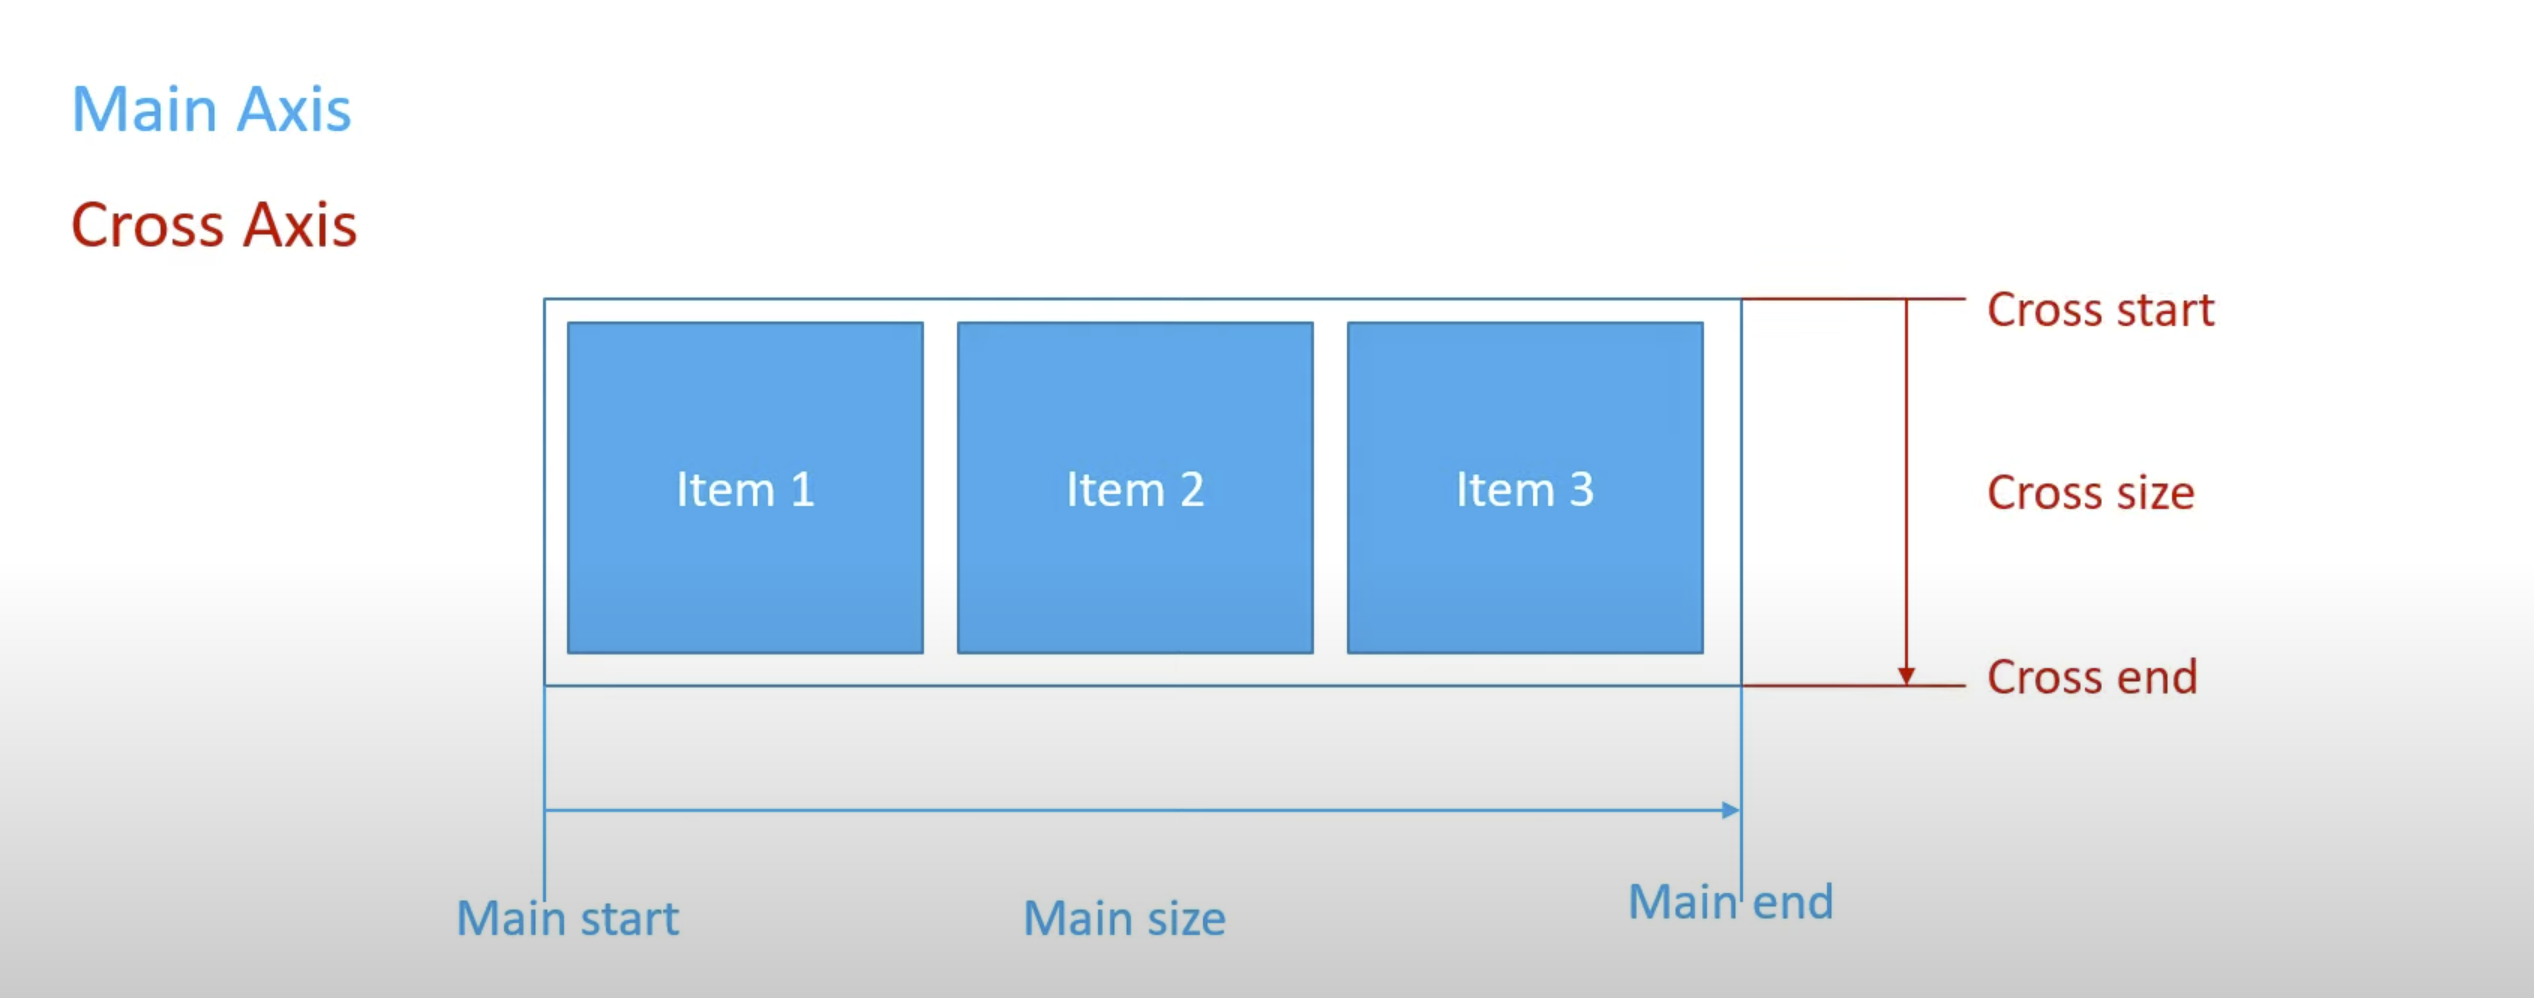 Main Axis
Cross Axis
Cross start
Item 1
Item 2
Item 3
Cross size
Cross end
Main start
Main size
Main end